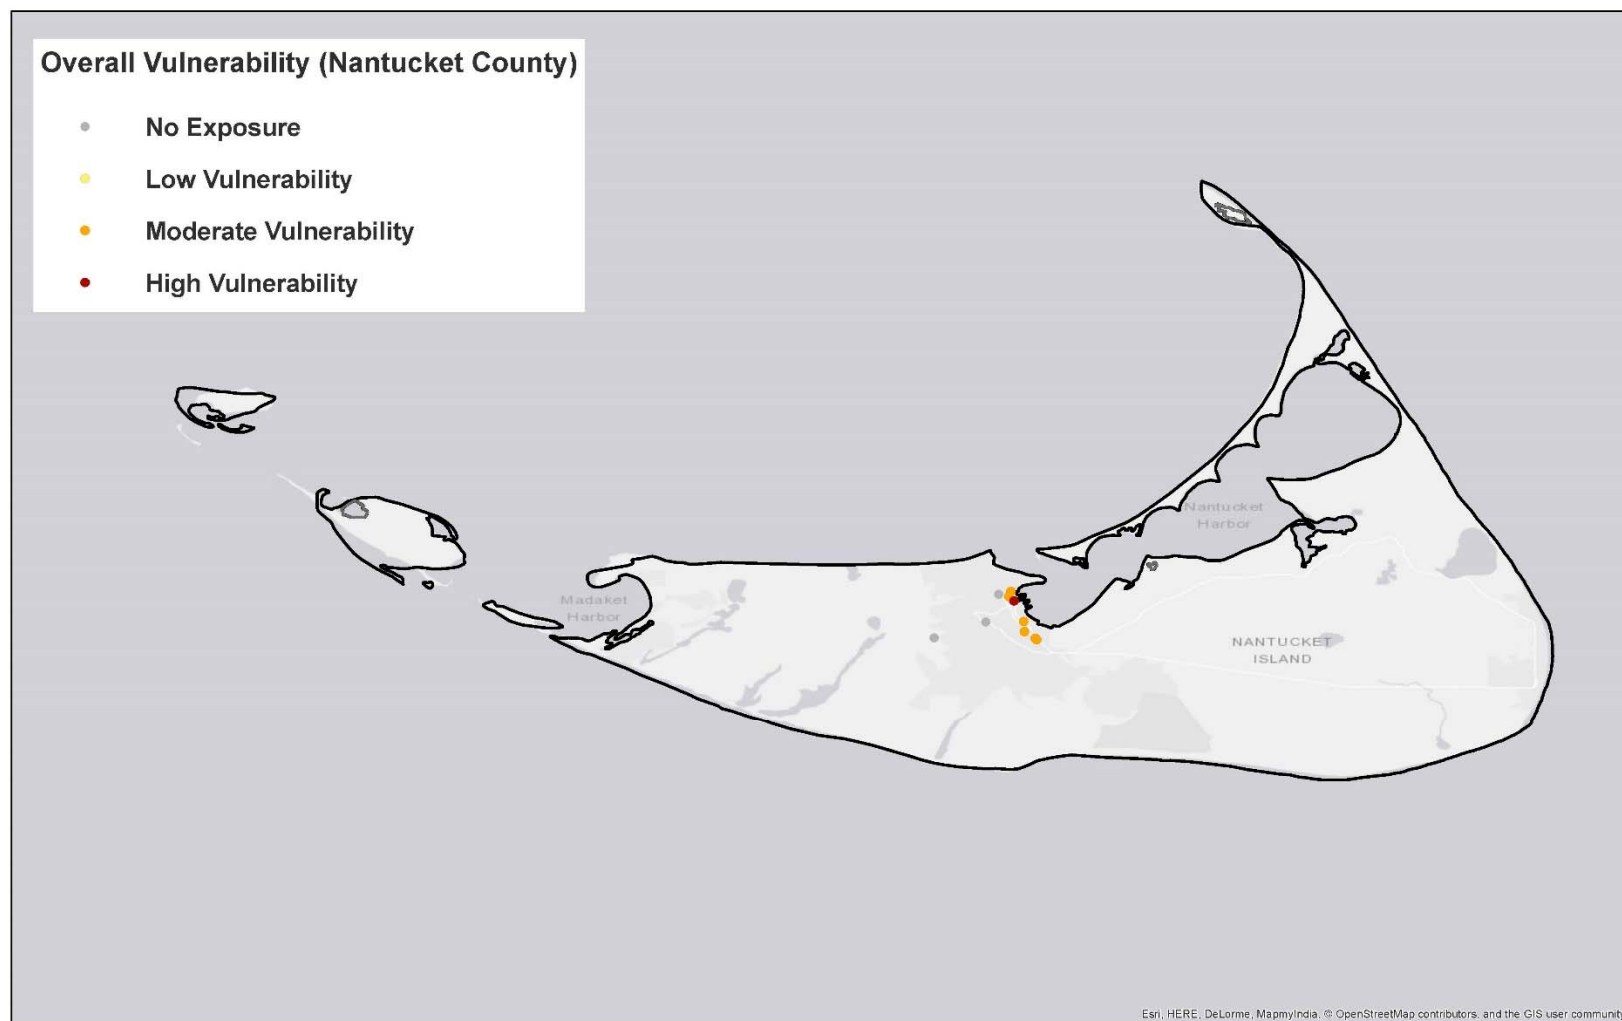 Overall Vulnerability (Nantucket County)
No Exposure
Low Vulnerability
Moderate Vulnerability
High Vulnerability
Nantucket
Harbor
Madaket
Harbor
NANTUCKET
ISLAND
Esri, HERE, DeLorme, MapmyIndia, © OpenStreetMap contributors, and the GIS user communit